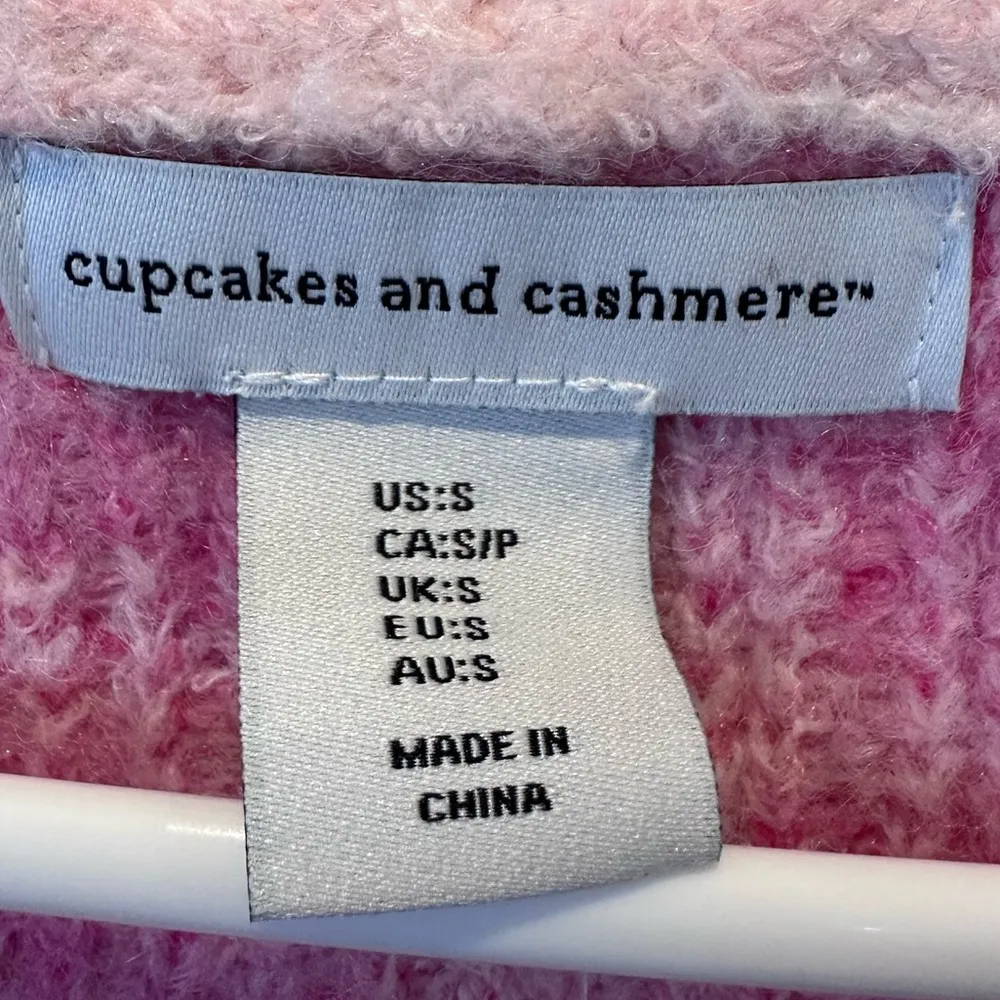 cupcakes and cashmere™
US:S
CA:S/P
UK:S
EU:S
AU:S
MADE IN
CHINA